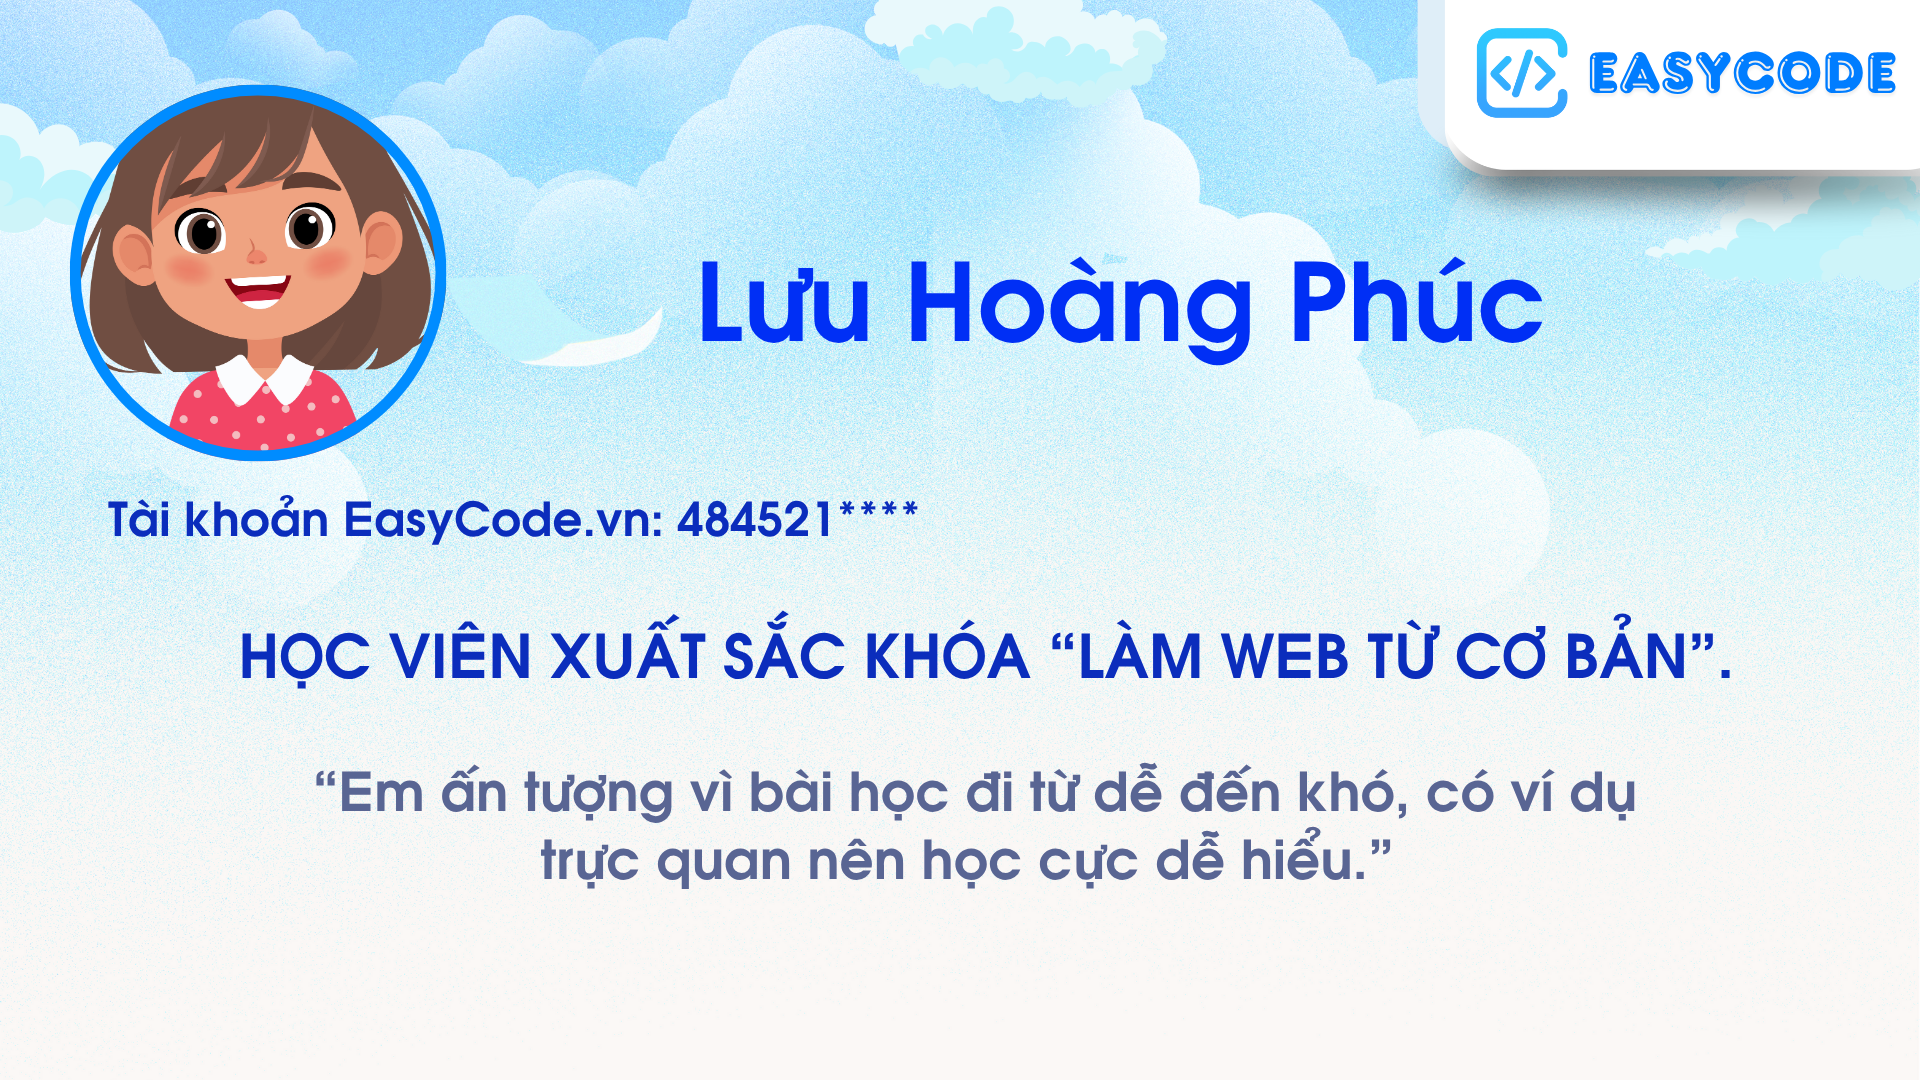 </> EASYCODE
Lưu Hoàng Phúc
Tài khoản EasyCode.vn: 484521****
HỌC VIÊN XUẤT SẮC KHÓA “LÀM WEB TỪ CƠ BẢN”.
“Em ấn tượng vì bài học đi từ dễ đến khó, có ví dụ
trực quan nên học cực dễ hiểu.”